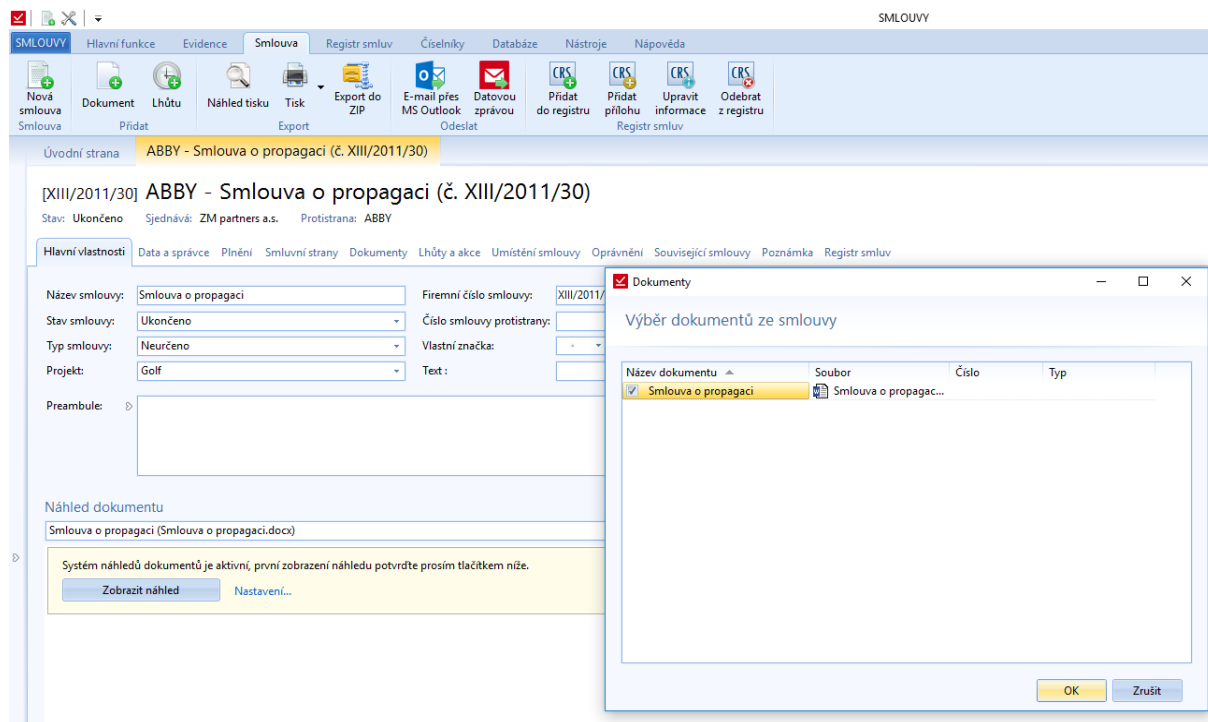 SMLOUVY
SMLOUVY Hlavní funkce Evidence Smlouva Registr smluv Číselníky Databáze Nástroje Nápověda
Nová smlouva
Dokument
Lhůtu
Náhled tisku
Tisk
Export do ZIP
E-mail přes MS Outlook
Datovou zprávou
CRS Přidat do registru
CRS Přidat přílohu
CRS Upravit informace
CRS Odebrat z registru
Smlouva Přidat Export Odeslat Registr smluv
Úvodní strana ABBY - Smlouva o propagaci (č. XIII/2011/30)
[XIII/2011/30] ABBY - Smlouva o propagaci (č. XIII/2011/30)
Stav: Ukončeno Sjednává: ZM partners a.s. Protistrana: ABBY
Hlavní vlastnosti Data a správce Plnění Smluvní strany Dokumenty Lhůty a akce Umístění smlouvy Oprávnění Související smlouvy Poznámka Registr smluv
Název smlouvy: Smlouva o propagaci Firemní číslo smlouvy: XIII/2011/
Stav smlouvy: Ukončeno Číslo smlouvy protistrany:
Typ smlouvy: Neurčeno Vlastní značka:
Projekt: Golf Text :
Preambule:
Náhled dokumentu
Smlouva o propagaci (Smlouva o propagaci.docx)
Systém náhledů dokumentů je aktivní, první zobrazení náhledu potvrďte prosím tlačítkem níže.
Zobrazit náhled Nastavení...
Dokumenty
Výběr dokumentů ze smlouvy
Název dokumentu Soubor Číslo Typ
Smlouva o propagaci Smlouva o propagac...
OK Zrušit